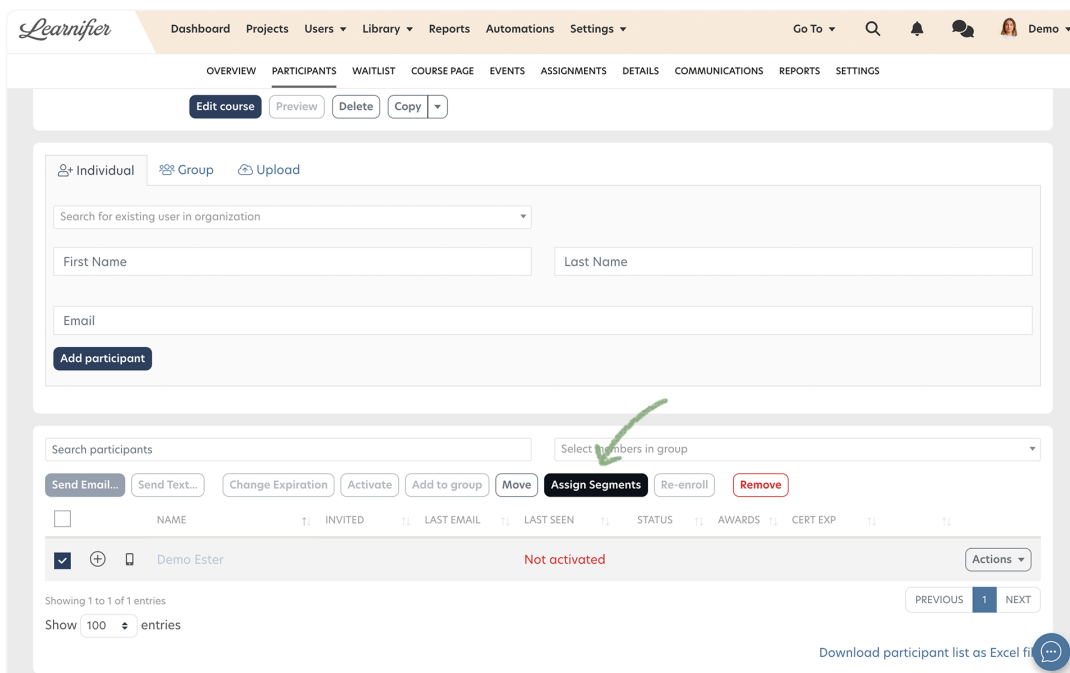 Learnifier Dashboard Projects Users Library Reports Automations Settings Go To Demo
OVERVIEW PARTICIPANTS WAITLIST COURSE PAGE EVENTS ASSIGNMENTS DETAILS COMMUNICATIONS REPORTS SETTINGS
Edit course Preview Delete Copy
Individual Group Upload
Search for existing user in organization
First Name Last Name
Email
Add participant
Search participants Select members in group
Send Email... Send Text... Change Expiration Activate Add to group Move Assign Segments Re-enroll Remove
NAME INVITED LAST EMAIL LAST SEEN STATUS AWARDS CERT EXP
Demo Ester Not activated Actions
Showing 1 to 1 of 1 entries PREVIOUS 1 NEXT
Show 100 entries
Download participant list as Excel